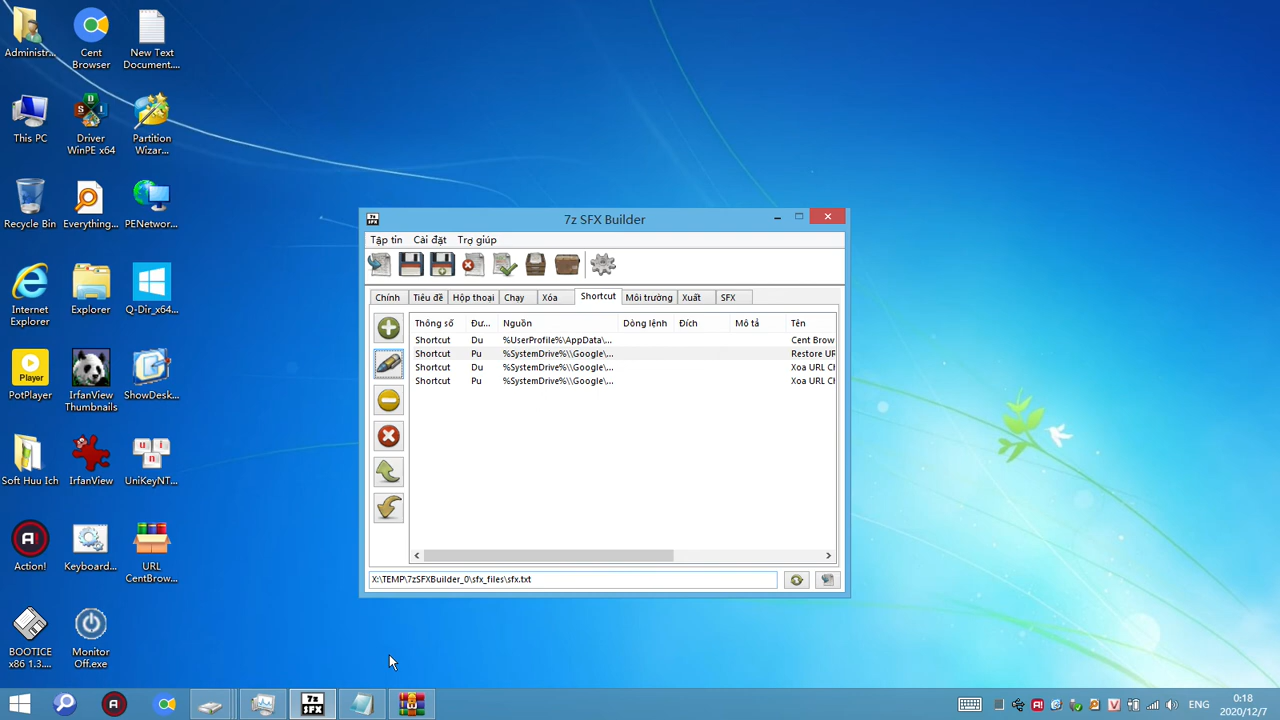 Administr...
Cent
Browser
New Text
Document....
This PC
Driver
WinPE x64
Partition
Wizar...
Recycle Bin
Everything...
PENetwor...
Internet
Explorer
Explorer
Q-Dir_x64...
Player
PotPlayer
IrfanView
Thumbnails
ShowDesk...
Soft Huu Ich
IrfanView
UniKeyNT...
Action!
Keyboard...
URL
CentBrow...
BOOTICE
x86 1.3....
Monitor
Off.exe
7z SFX Builder
Tập tin Cài đặt Trợ giúp
Chính Tiêu đề Hộp thoại Chạy Xóa Shortcut Môi trường Xuất SFX
Thông số Đư... Nguồn Dòng lệnh Đích Mô tả Tên
Shortcut Du %UserProfile%\AppData\... Cent Brow
Shortcut Pu %SystemDrive%\\Google\... Restore UR
Shortcut Du %SystemDrive%\\Google\... Xoa URL Ch
Shortcut Pu %SystemDrive%\\Google\... Xoa URL Ch
X:\TEMP\7zSFXBuilder_0\sfx_files\sfx.txt
7z
SFX
ENG
0:18
2020/12/7